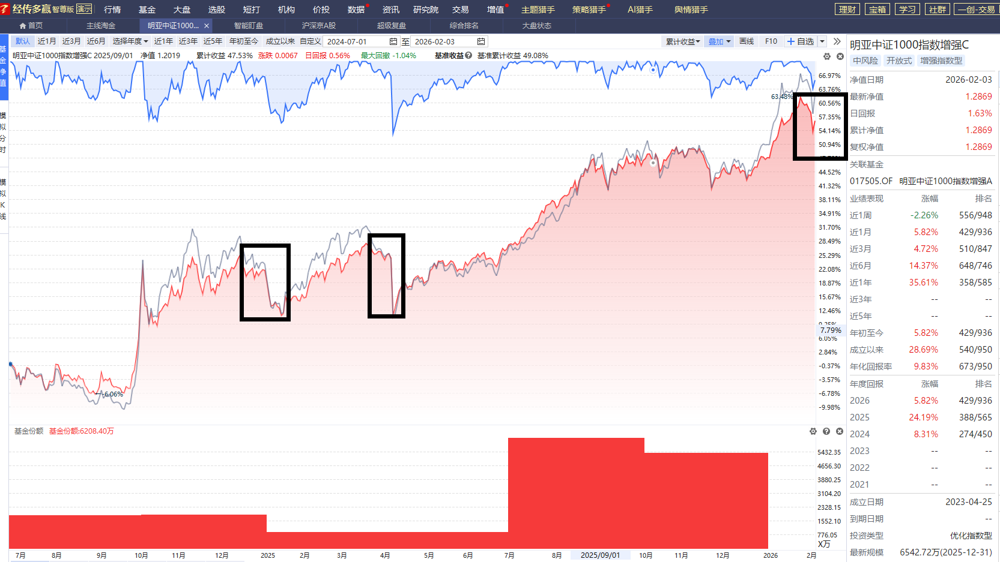 经传多赢 智尊版 演示 行情 基金 大盘 选股 短打 机构 价投 数据 资讯 研究院 交易 增值 主题猎手 策略猎手 AI猎手 舆情猎手 理财 宝箱 学习 社群 一创-交易
首页 主线淘金 明亚中证1000... × 智能盯盘 沪深京A股 超级复盘 综合排名 大盘状态
默认 近1月 近3月 近6月 选择年度 近1年 近3年 近5年 年初至今 成立以来 自定义 2024-07-01 至 2026-02-03 累计收益 叠加 画线 F10 +自选
明亚中证1000指数增强C 2025/09/01 净值 1.2019 累计收益 47.53% 涨跌 0.0067 日回报 0.56% 最大回撤 -1.04% 基准收益 基准累计收益 49.08%
基金净值
模拟分时
模拟K线
66.97%
63.76%
60.56%
57.35%
54.14%
50.94%
44.52%
41.32%
38.11%
34.91%
31.70%
28.49%
25.29%
22.08%
18.87%
15.67%
12.46%
9.25%
7.79%
6.05%
2.84%
-0.37%
-3.57%
-6.78%
-9.98%
63.48%
-6.06%
基金份额 基金份额:6208.40万
5432.35
4656.30
3880.25
3104.20
2328.15
1552.10
776.05
X万
7月 8月 9月 10月 11月 12月 2025 2月 3月 4月 5月 6月 7月 8月 2025/09/01 10月 11月 12月 2026 2月
明亚中证1000指数增强C
中风险 开放式 增强指数型
净值日期 2026-02-03
最新净值 1.2869
日回报 1.63%
累计净值 1.2869
复权净值 1.2869
关联基金
017505.OF 明亚中证1000指数增强A
业绩表现 涨幅 排名
近1周 -2.26% 556/948
近1月 5.82% 429/936
近3月 4.72% 510/847
近6月 14.37% 648/746
近1年 35.61% 358/585
近3年 -- --
近5年 -- --
年初至今 5.82% 429/936
成立以来 28.69% 540/950
年化回报率 9.83% 673/950
年度回报 涨幅 排名
2026 5.82% 429/936
2025 24.19% 388/565
2024 8.31% 274/450
2023 -- --
2022 -- --
2021 -- --
成立日期 2023-04-25
到期日期 --
投资类型 优化指数型
最新规模 6542.72万(2025-12-31)